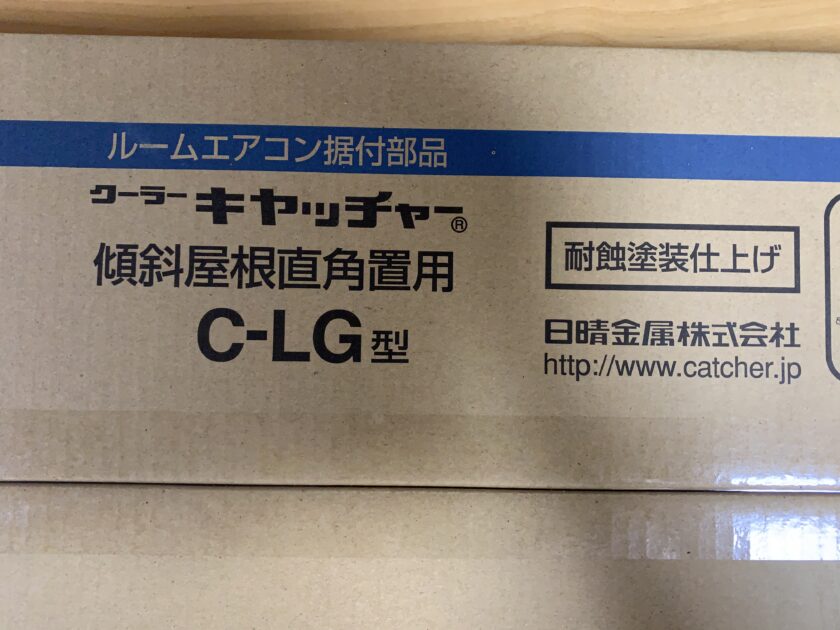 ルームエアコン据付部品
クーラーキヤッチャー®
傾斜屋根直角置用
C-LG型
耐蝕塗装仕上げ
日晴金属株式会社
http://www.catcher.jp